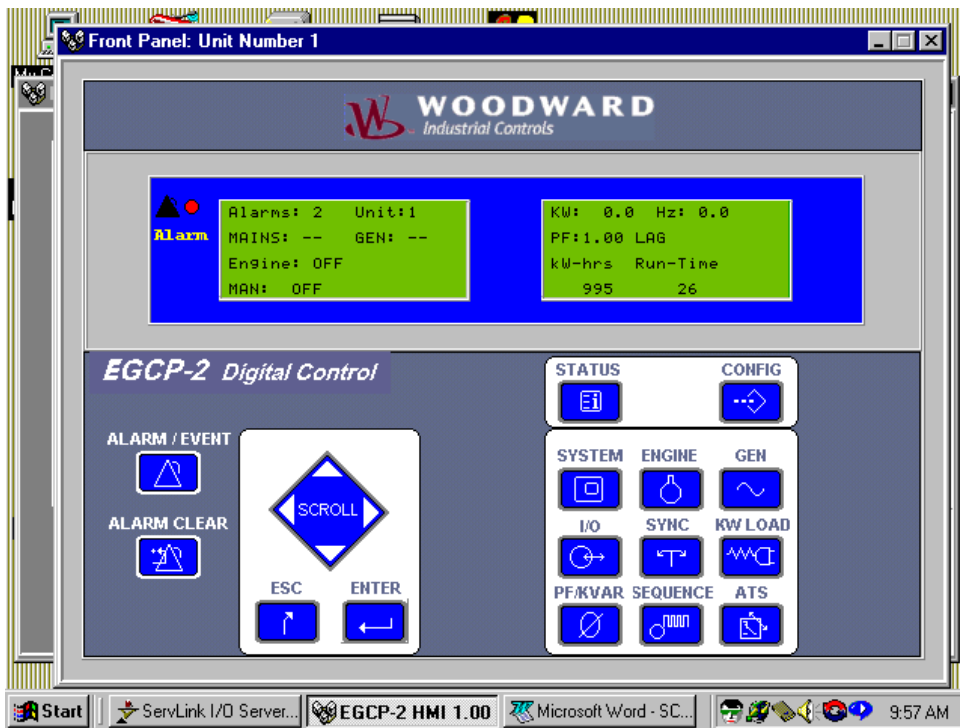 Front Panel: Unit Number 1
WOODWARD
Industrial Controls
Alarm
Alarms: 2 Unit:1
MAINS: -- GEN: --
Engine: OFF
MAN: OFF
KW: 0.0 Hz: 0.0
PF:1.00 LAG
kW-hrs Run-Time
995 26
EGCP-2 Digital Control
STATUS CONFIG
ALARM / EVENT
SCROLL
ALARM CLEAR
ESC ENTER
SYSTEM ENGINE GEN
I/O SYNC KW LOAD
PF/KVAR SEQUENCE ATS
Start ServLink I/O Server... EGCP-2 HMI 1.00 Microsoft Word - SC... 9:57 AM